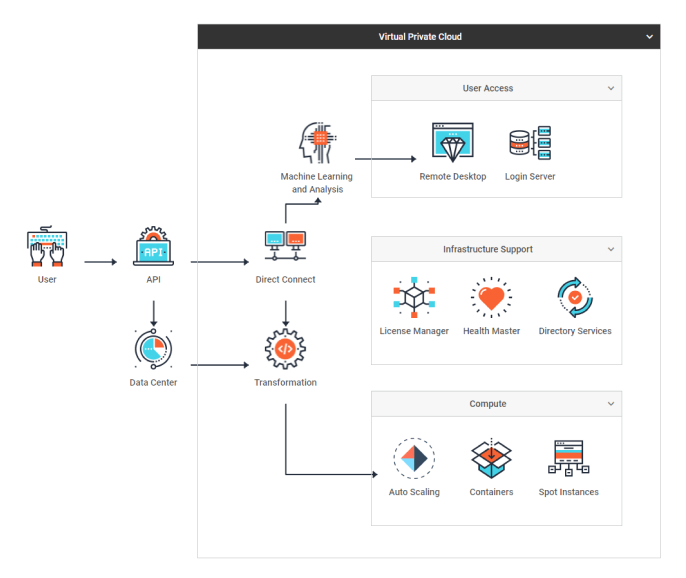 Virtual Private Cloud
User Access
Machine Learning
and Analysis
Remote Desktop
Login Server
API
User
API
Direct Connect
Infrastructure Support
License Manager
Health Master
Directory Services
Data Center
Transformation
Compute
Auto Scaling
Containers
Spot Instances